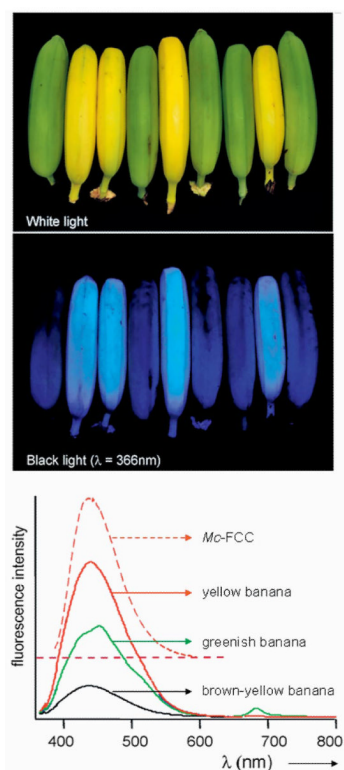 White light
Black light (λ = 366nm)
fluorescence intensity
Mc-FCC
yellow banana
greenish banana
brown-yellow banana
400 500 600 700 800
λ (nm)